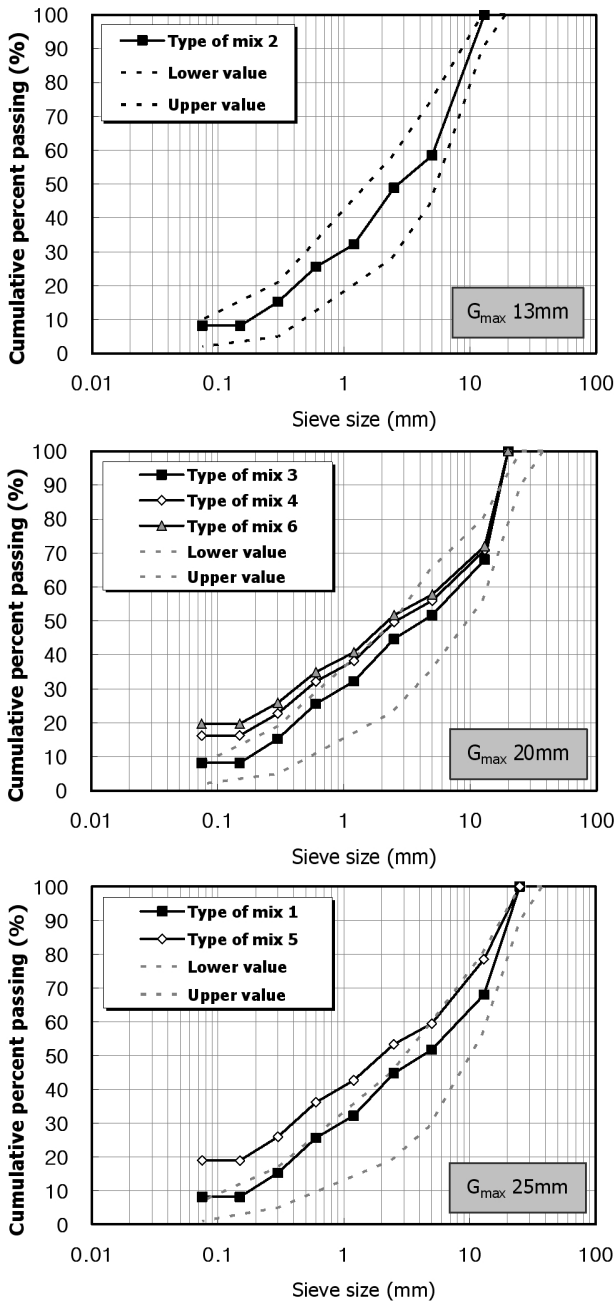 Cumulative percent passing (%)
100
90
80
70
60
50
40
30
20
10
0
Type of mix 2
Lower value
Upper value
Gmax 13mm
0.01 0.1 1 10 100
Sieve size (mm)
Cumulative percent passing (%)
100
90
80
70
60
50
40
30
20
10
0
Type of mix 3
Type of mix 4
Type of mix 6
Lower value
Upper value
Gmax 20mm
0.01 0.1 1 10 100
Sieve size (mm)
Cumulative percent passing (%)
100
90
80
70
60
50
40
30
20
10
0
Type of mix 1
Type of mix 5
Lower value
Upper value
Gmax 25mm
0.01 0.1 1 10 100
Sieve size (mm)